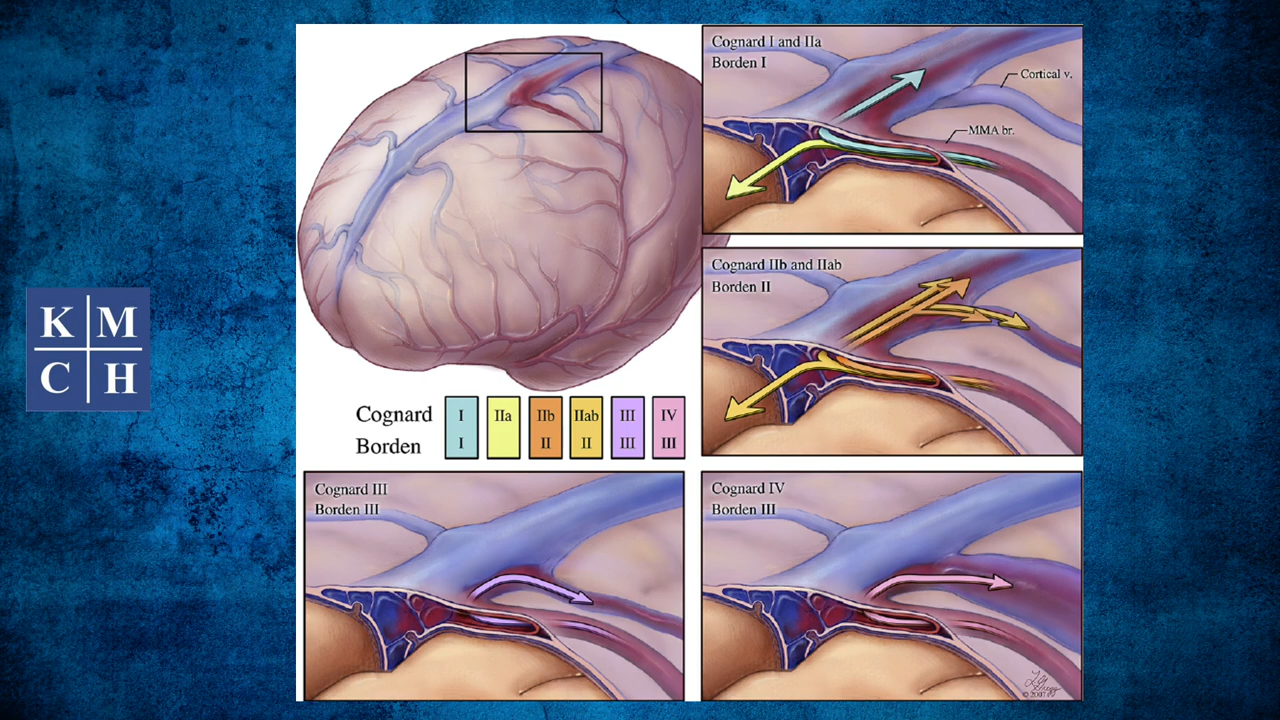 K M
C H
Cognard I and IIa
Borden I
Cortical v.
MMA br.
Cognard IIb and IIab
Borden II
Cognard I IIa IIb IIab III IV
Borden I II II III III
Cognard III
Borden III
Cognard IV
Borden III
© 2007